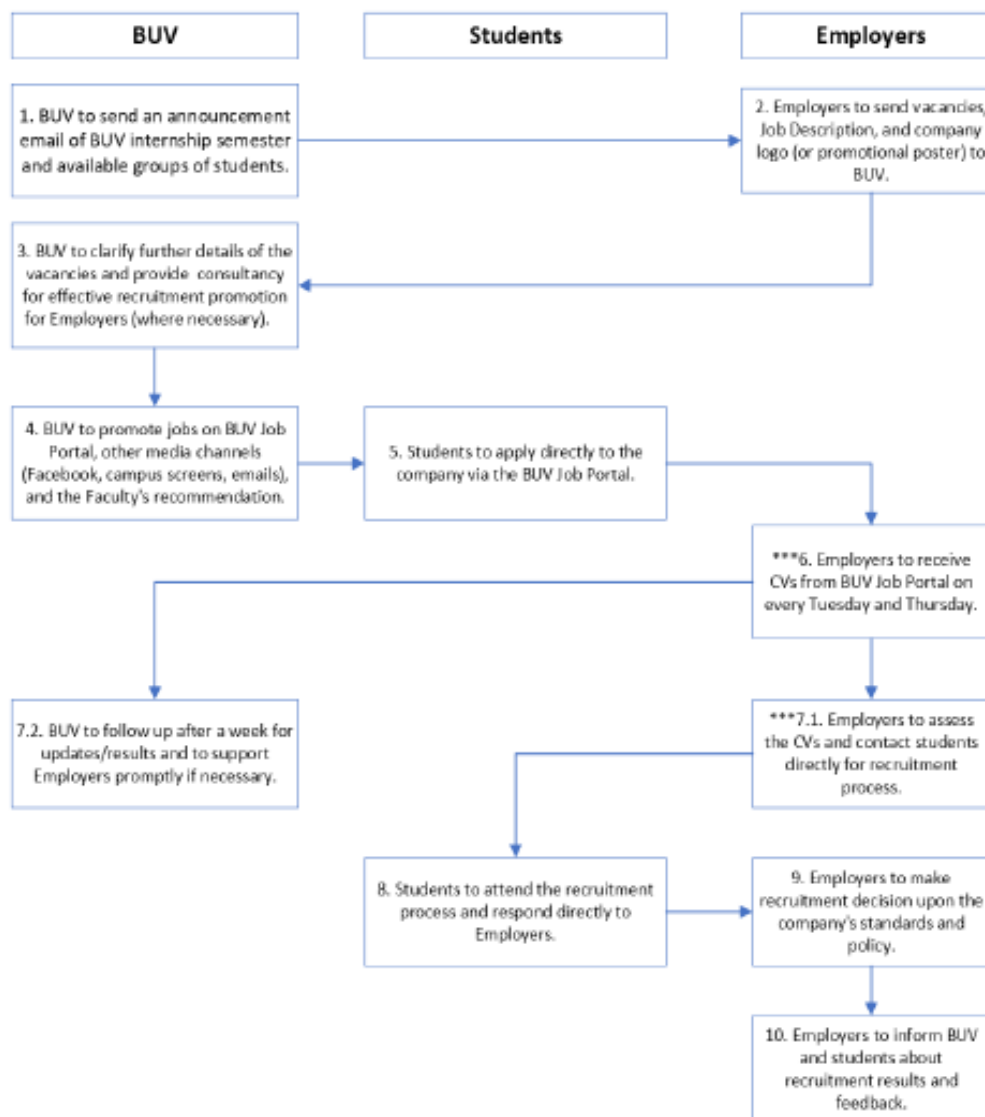 BUV
Students
Employers
1. BUV to send an announcement
email of BUV internship semester
and available groups of students.
2. Employers to send vacancies,
Job Description, and company
logo (or promotional poster) to
BUV.
3. BUV to clarify further details of the
vacancies and provide consultancy
for effective recruitment promotion
for Employers (where necessary).
4. BUV to promote jobs on BUV Job
Portal, other media channels
(Facebook, campus screens, emails),
and the Faculty's recommendation.
5. Students to apply directly to the
company via the BUV Job Portal.
***6. Employers to receive
CVs from BUV Job Portal on
every Tuesday and Thursday.
7.2. BUV to follow up after a week for
updates/results and to support
Employers promptly if necessary.
***7.1. Employers to assess
the CVs and contact students
directly for recruitment
process.
8. Students to attend the recruitment
process and respond directly to
Employers.
9. Employers to make
recruitment decision upon the
company's standards and
policy.
10. Employers to inform BUV
and students about
recruitment results and
feedback.